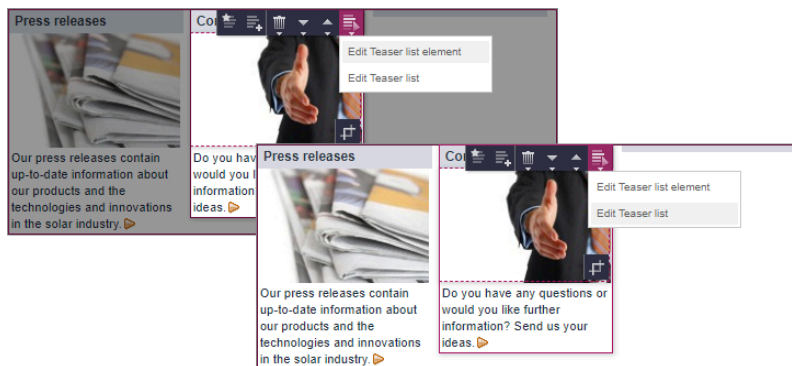 Press releases
Co
Edit Teaser list element
Edit Teaser list
Our press releases contain
up-to-date information about
our products and the
technologies and innovations
in the solar industry.
Do you hav
would you l
information
ideas.
Press releases
Co
Edit Teaser list element
Edit Teaser list
Our press releases contain
up-to-date information about
our products and the
technologies and innovations
in the solar industry.
Do you have any questions or
would you like further
information? Send us your
ideas.